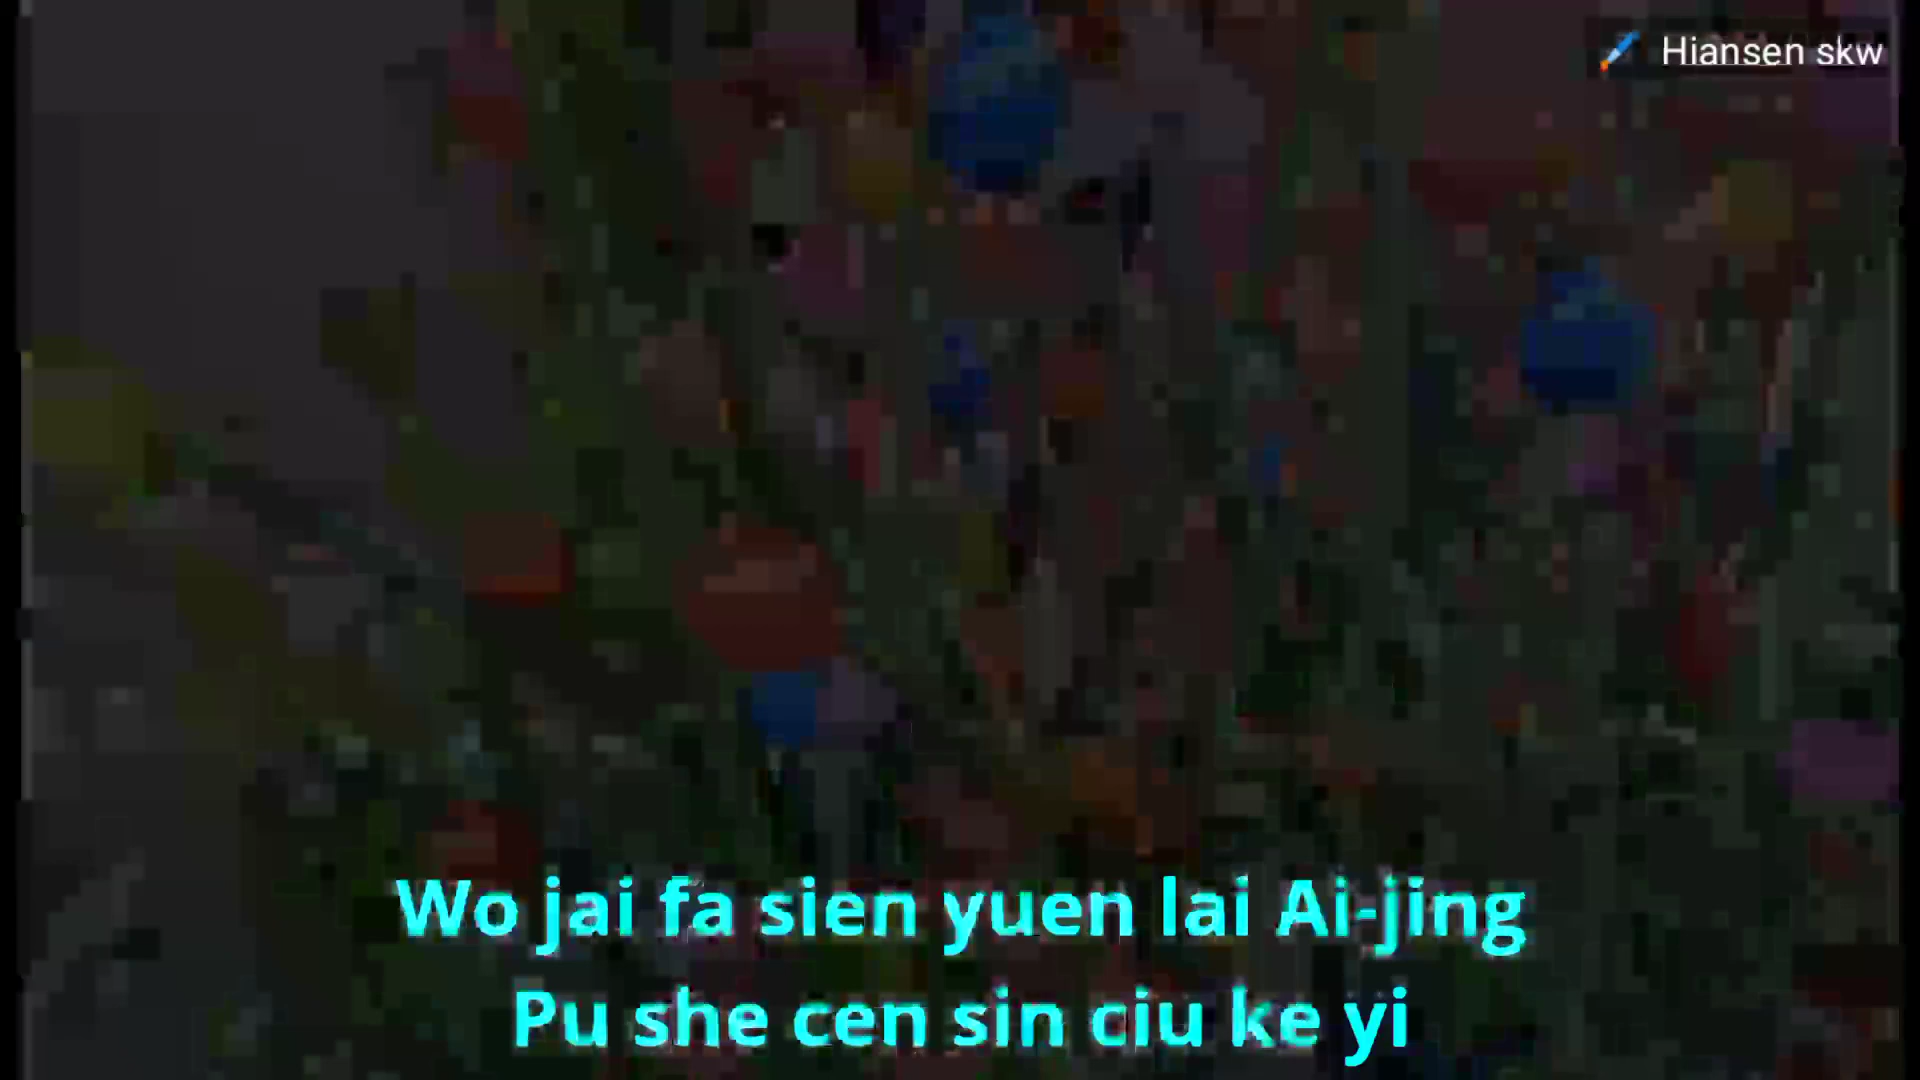 Hiansen skw
Wo jai fa sien yuen lai Ai-jing
Pu she cen sin ciu ke yi